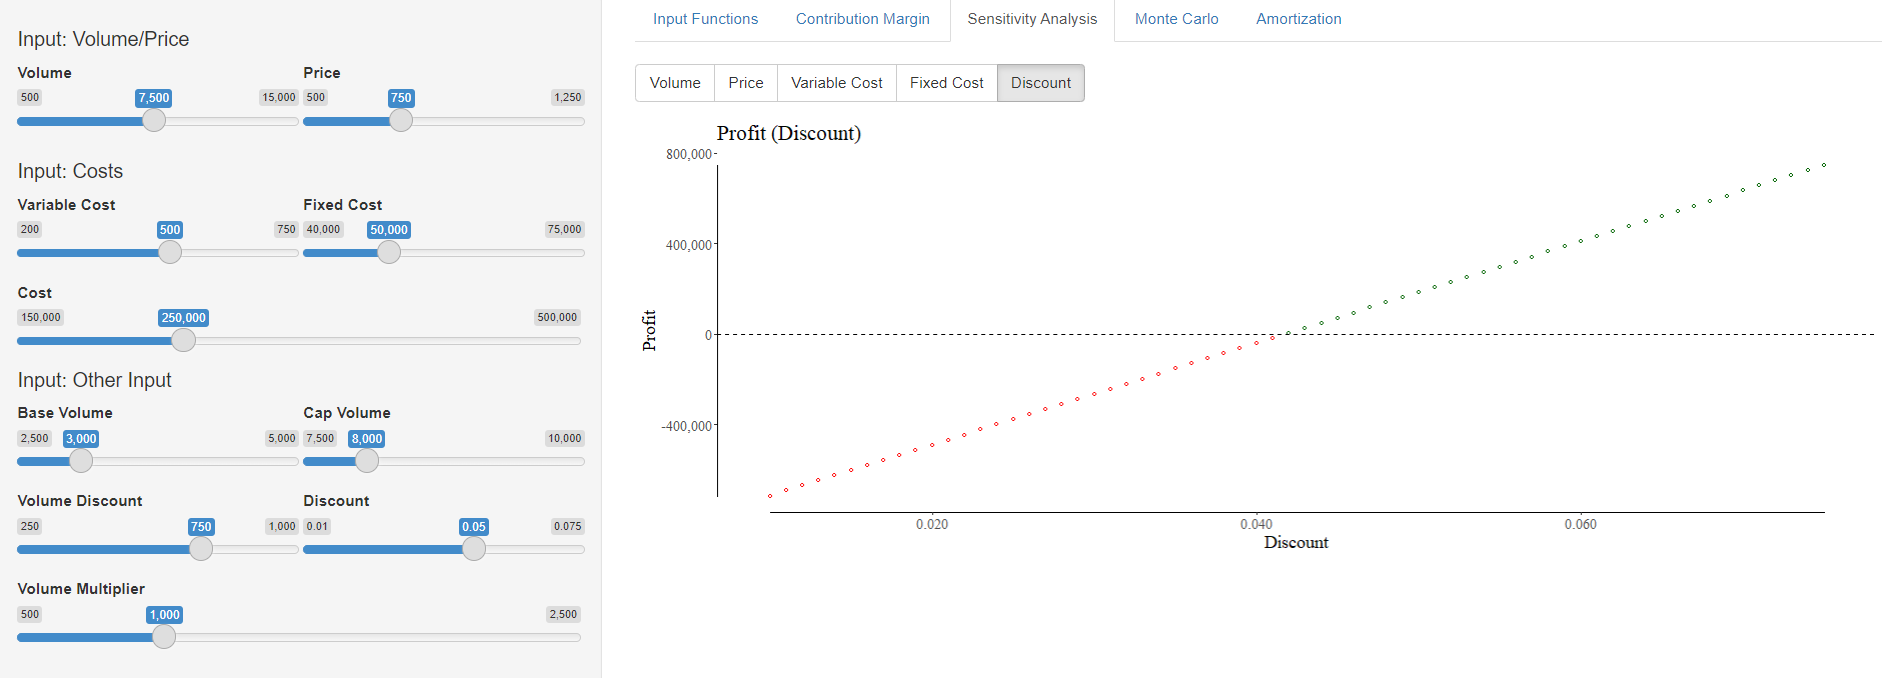 Input: Volume/Price
Volume
Price
500
7,500
15,000
500
750
1,250
Input: Costs
Variable Cost
Fixed Cost
200
500
750
40,000
50,000
75,000
Cost
150,000
250,000
500,000
Input: Other Input
Base Volume
Cap Volume
2,500
3,000
5,000
7,500
8,000
10,000
Volume Discount
Discount
250
750
1,000
0.01
0.05
0.075
Volume Multiplier
500
1,000
2,500
Input Functions
Contribution Margin
Sensitivity Analysis
Monte Carlo
Amortization
Volume
Price
Variable Cost
Fixed Cost
Discount
Profit (Discount)
800,000
400,000
0
-400,000
Profit
0.020
0.040
0.060
Discount